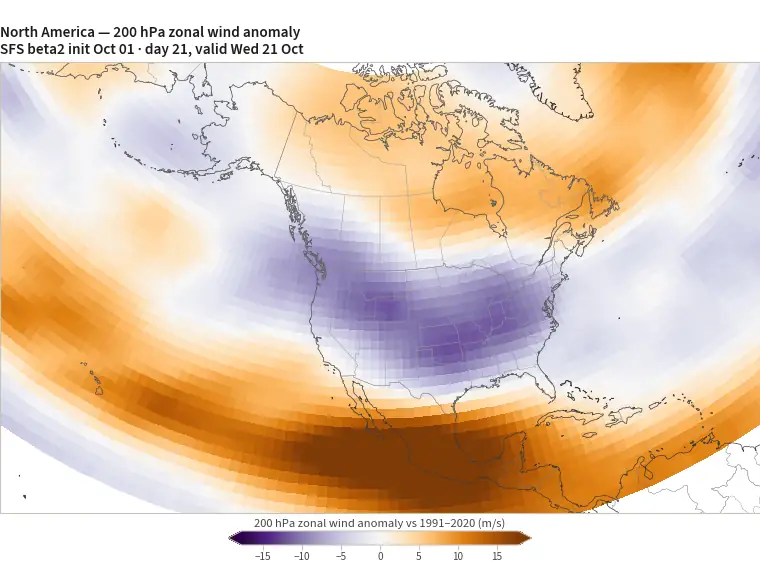 North America — 200 hPa zonal wind anomaly
SFS beta2 init Oct 01 · day 21, valid Wed 21 Oct
200 hPa zonal wind anomaly vs 1991–2020 (m/s)
−15 −10 −5 0 5 10 15